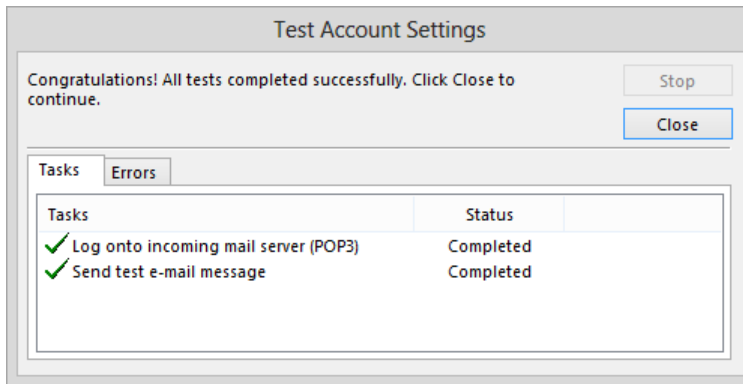 Test Account Settings
Congratulations! All tests completed successfully. Click Close to
continue.
Stop
Close
Tasks
Errors
Tasks Status
Log onto incoming mail server (POP3) Completed
Send test e-mail message Completed